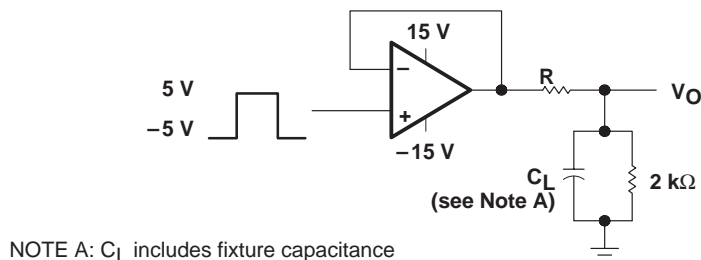 15 V
5 V
−5 V
−
+
−15 V
R
VO
CL
(see Note A)
2 kΩ
NOTE A: CL includes fixture capacitance